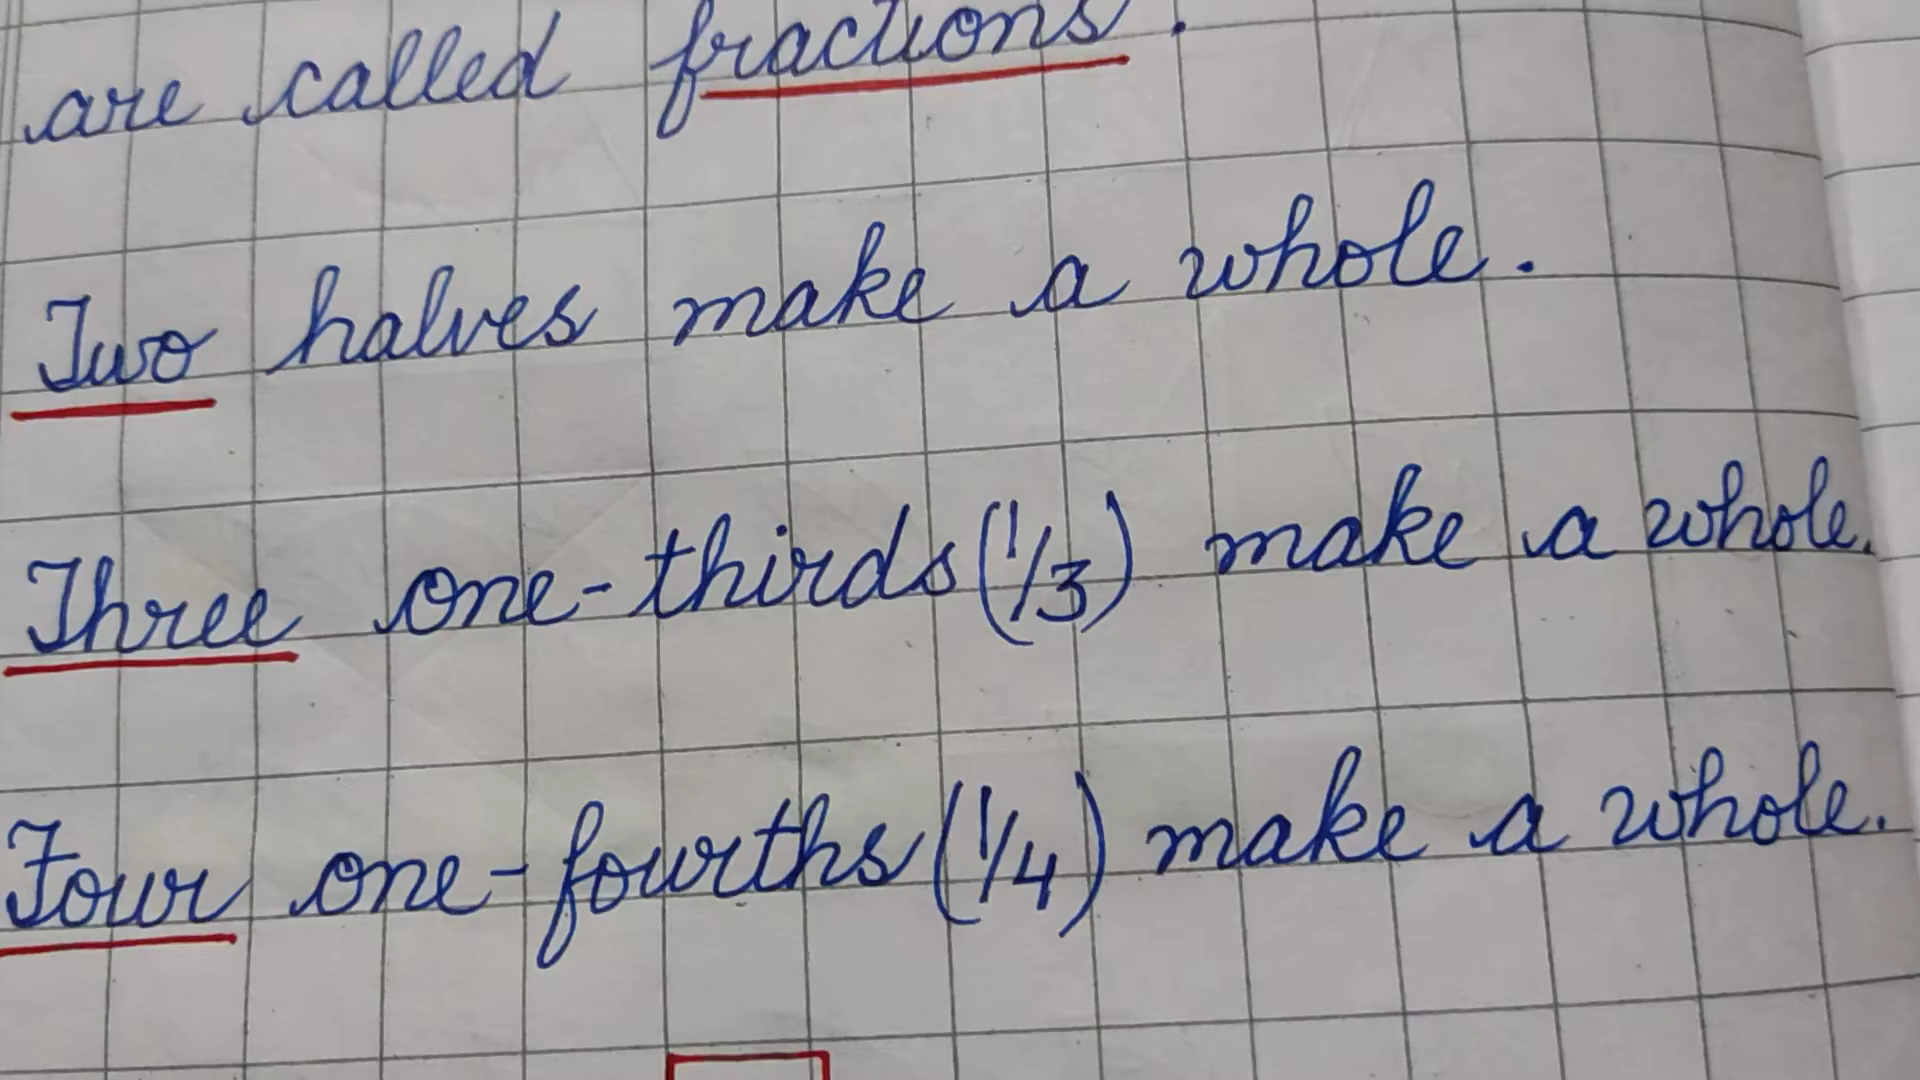 are called fractions.
Two halves make a whole.
Three one-thirds (1/3) make a whole.
Four one-fourths (1/4) make a whole.